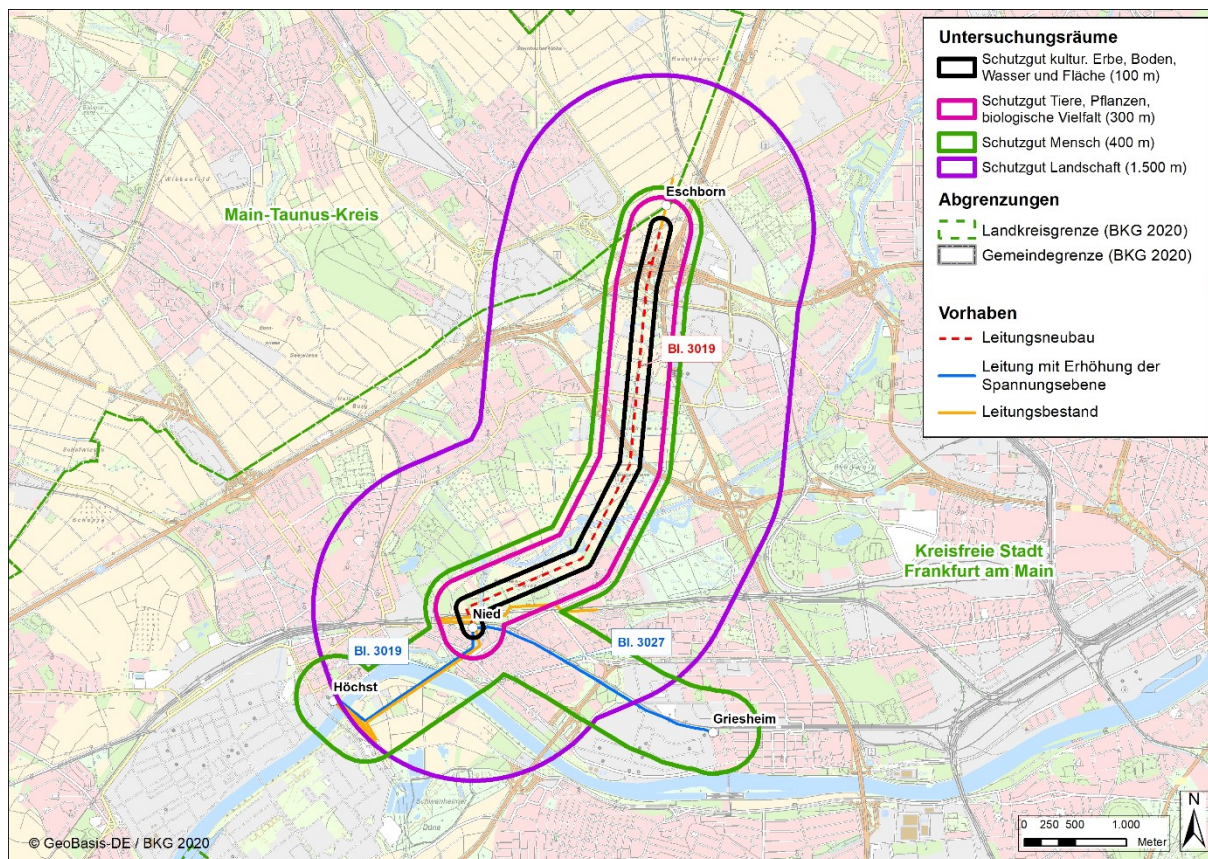 Untersuchungsräume
Schutzgut kultur. Erbe, Boden,
Wasser und Fläche (100 m)
Schutzgut Tiere, Pflanzen,
biologische Vielfalt (300 m)
Schutzgut Mensch (400 m)
Schutzgut Landschaft (1.500 m)
Abgrenzungen
Landkreisgrenze (BKG 2020)
Gemeindegrenze (BKG 2020)
Vorhaben
Leitungsneubau
Leitung mit Erhöhung der
Spannungsebene
Leitungsbestand
Eschborn
Main-Taunus-Kreis
Bl. 3019
Kreisfreie Stadt
Frankfurt am Main
Nied
Bl. 3019
Bl. 3027
Höchst
Griesheim
Schwanheimer
Düne
N
0 250 500 1.000
Meter
© GeoBasis-DE / BKG 2020